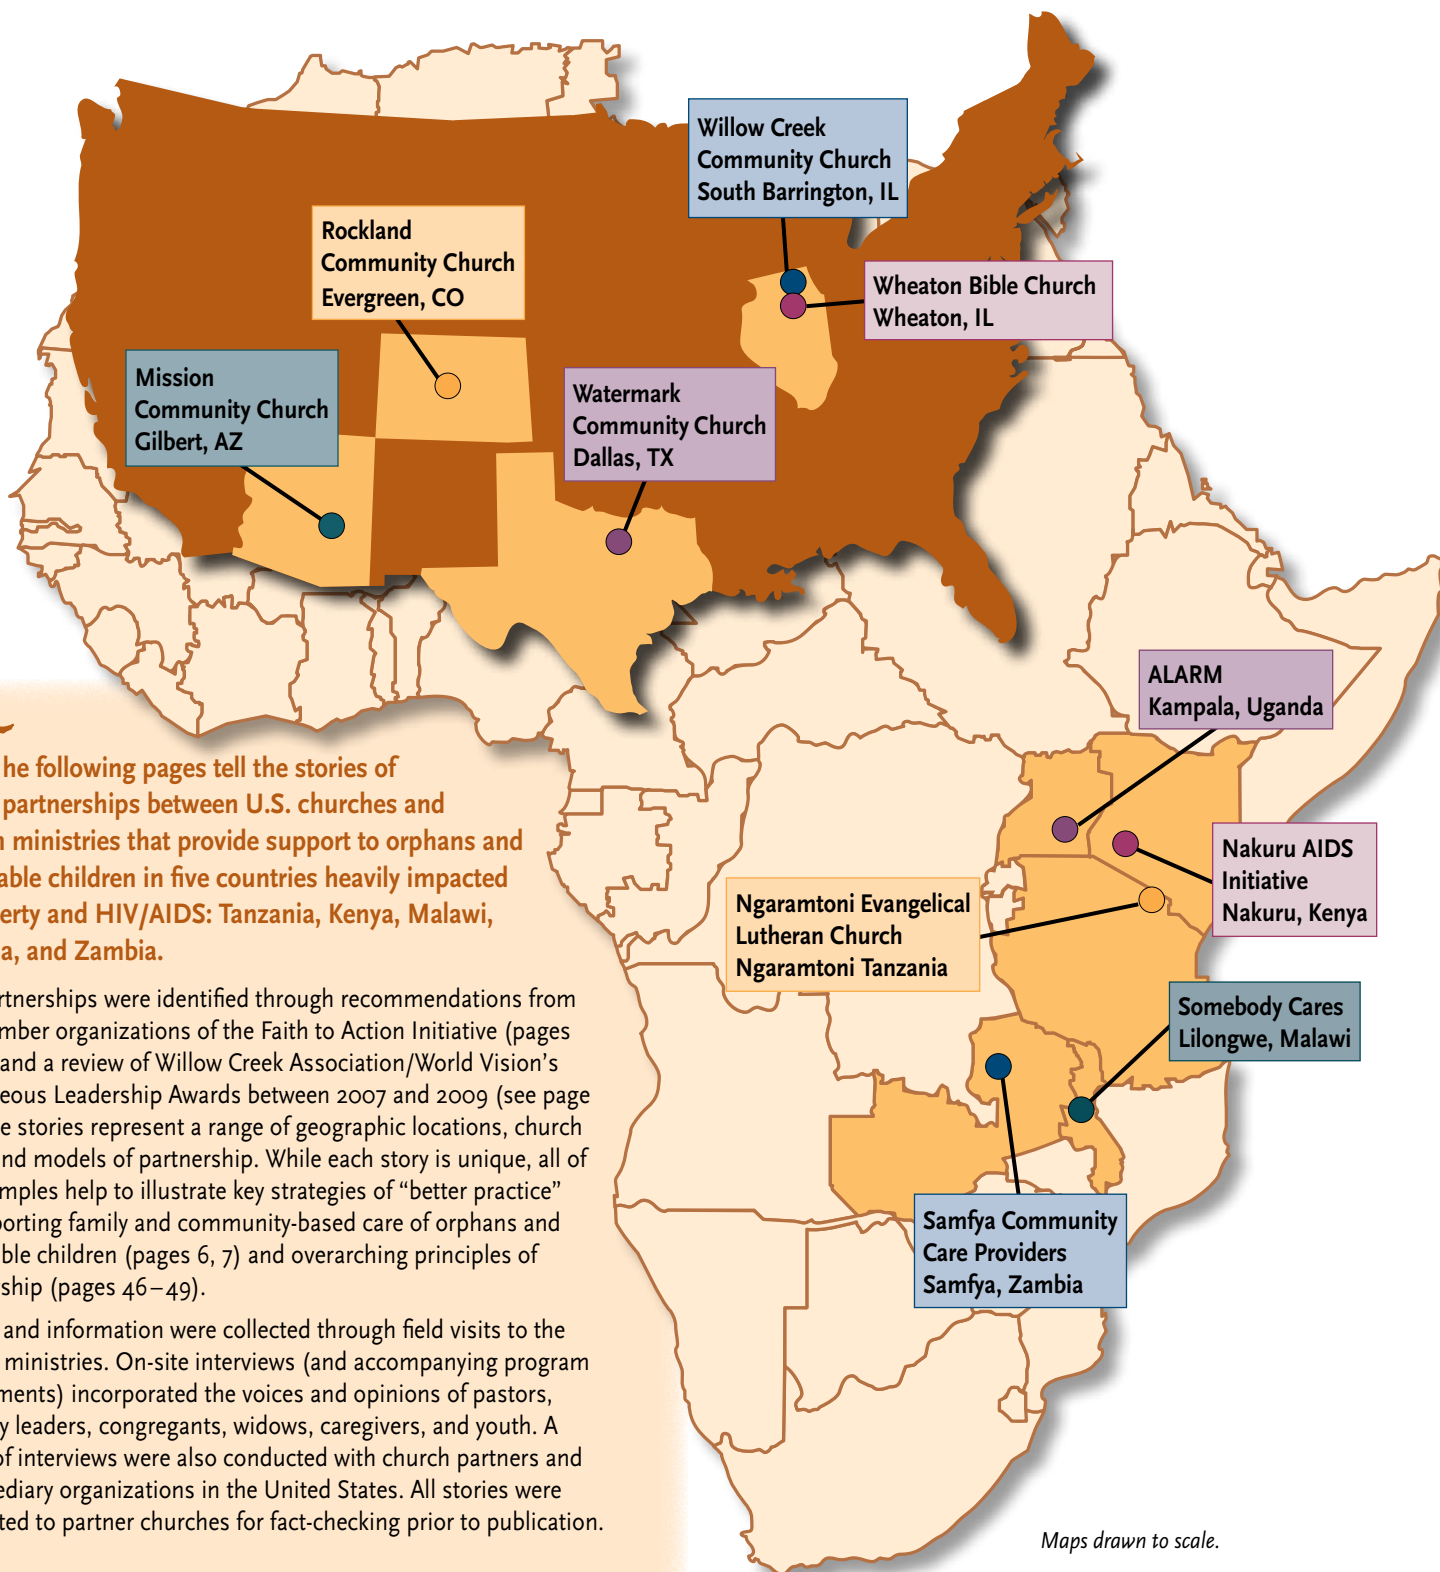 Willow Creek
Community Church
South Barrington, IL
Rockland
Community Church
Evergreen, CO
Wheaton Bible Church
Wheaton, IL
Mission
Community Church
Gilbert, AZ
Watermark
Community Church
Dallas, TX
ALARM
Kampala, Uganda
Nakuru AIDS
Initiative
Nakuru, Kenya
Ngaramtoni Evangelical
Lutheran Church
Ngaramtoni Tanzania
Somebody Cares
Lilongwe, Malawi
Samfya Community
Care Providers
Samfya, Zambia
he following pages tell the stories of
partnerships between U.S. churches and
n ministries that provide support to orphans and
able children in five countries heavily impacted
erty and HIV/AIDS: Tanzania, Kenya, Malawi,
a, and Zambia.
rtnerships were identified through recommendations from
mber organizations of the Faith to Action Initiative (pages
and a review of Willow Creek Association/World Vision's
eous Leadership Awards between 2007 and 2009 (see page
e stories represent a range of geographic locations, church
nd models of partnership. While each story is unique, all of
mples help to illustrate key strategies of “better practice”
porting family and community-based care of orphans and
ble children (pages 6, 7) and overarching principles of
ship (pages 46–49).
and information were collected through field visits to the
ministries. On-site interviews (and accompanying program
ments) incorporated the voices and opinions of pastors,
y leaders, congregants, widows, caregivers, and youth. A
of interviews were also conducted with church partners and
ediary organizations in the United States. All stories were
ted to partner churches for fact-checking prior to publication.
Maps drawn to scale.